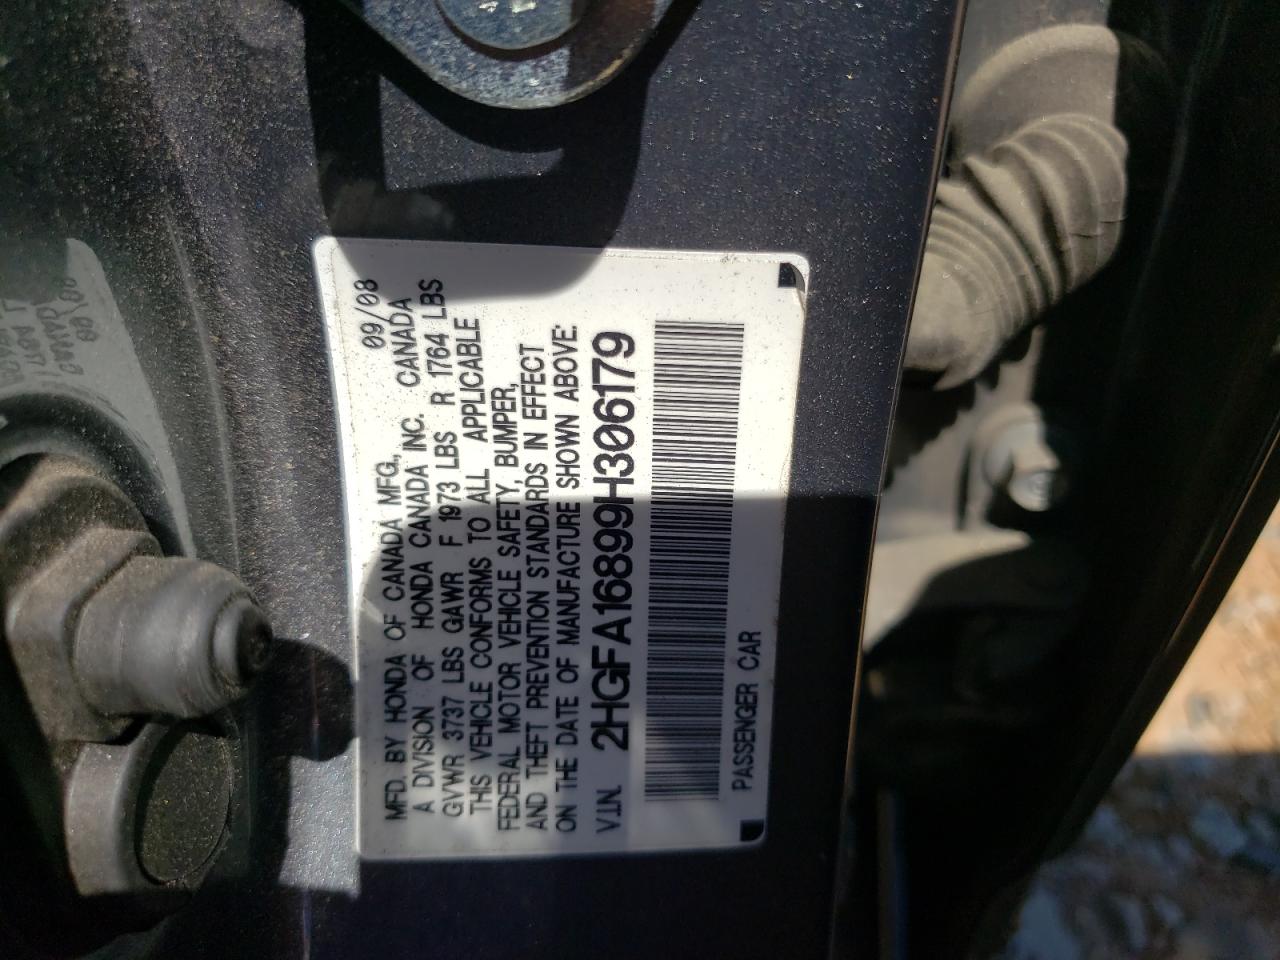 MFD. BY HONDA OF CANADA MFG., 09/08
A DIVISION OF HONDA CANADA INC. CANADA
GVWR 3737 LBS GAWR F 1973 LBS R 1764 LBS
THIS VEHICLE CONFORMS TO ALL APPLICABLE
FEDERAL MOTOR VEHICLE SAFETY, BUMPER,
AND THEFT PREVENTION STANDARDS IN EFFECT
ON THE DATE OF MANUFACTURE SHOWN ABOVE:
V.I.N. 2HGFA16899H306179
PASSENGER CAR